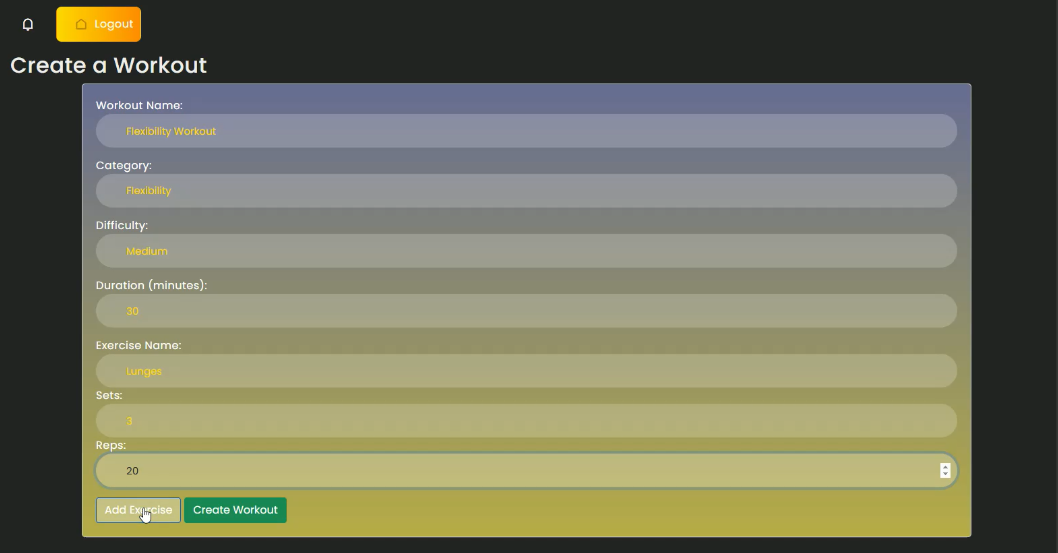 Logout
Create a Workout
Workout Name:
Flexibility Workout
Category:
Flexibility
Difficulty:
Medium
Duration (minutes):
30
Exercise Name:
Lunges
Sets:
3
Reps:
20
Add Exercise Create Workout